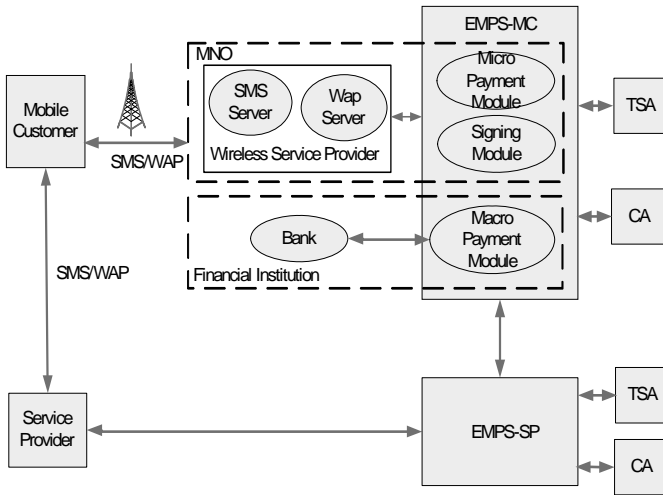 EMPS-MC
MNO
Mobile
Customer
SMS
Server
Wap
Server
Wireless Service Provider
Micro
Payment
Module
Signing
Module
TSA
SMS/WAP
CA
Bank
Macro
Payment
Module
Financial Institution
SMS/WAP
Service
Provider
EMPS-SP
TSA
CA